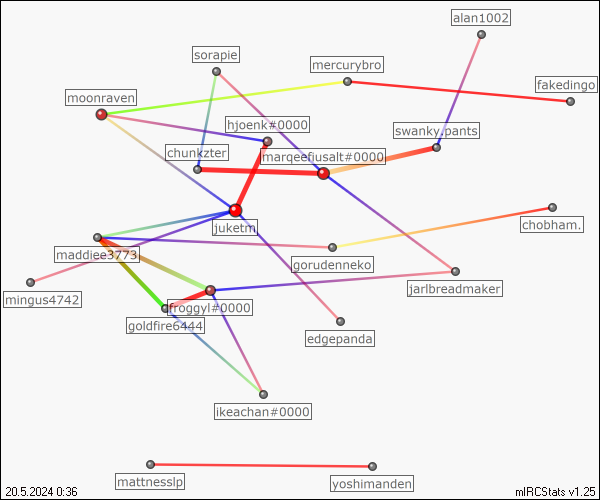 alan1002
sorapie
mercurybro
fakedingo
moonraven
hjoenk#0000
swanky.pants
chunkzter
marqeefiusalt#0000
juketm
chobham.
maddiee3773
gorudenneko
jarlbreadmaker
mingus4742
froggyl#0000
goldfire6444
edgepanda
ikeachan#0000
mattnesslp
yoshimanden
20.5.2024 0:36
mIRCStats v1.25